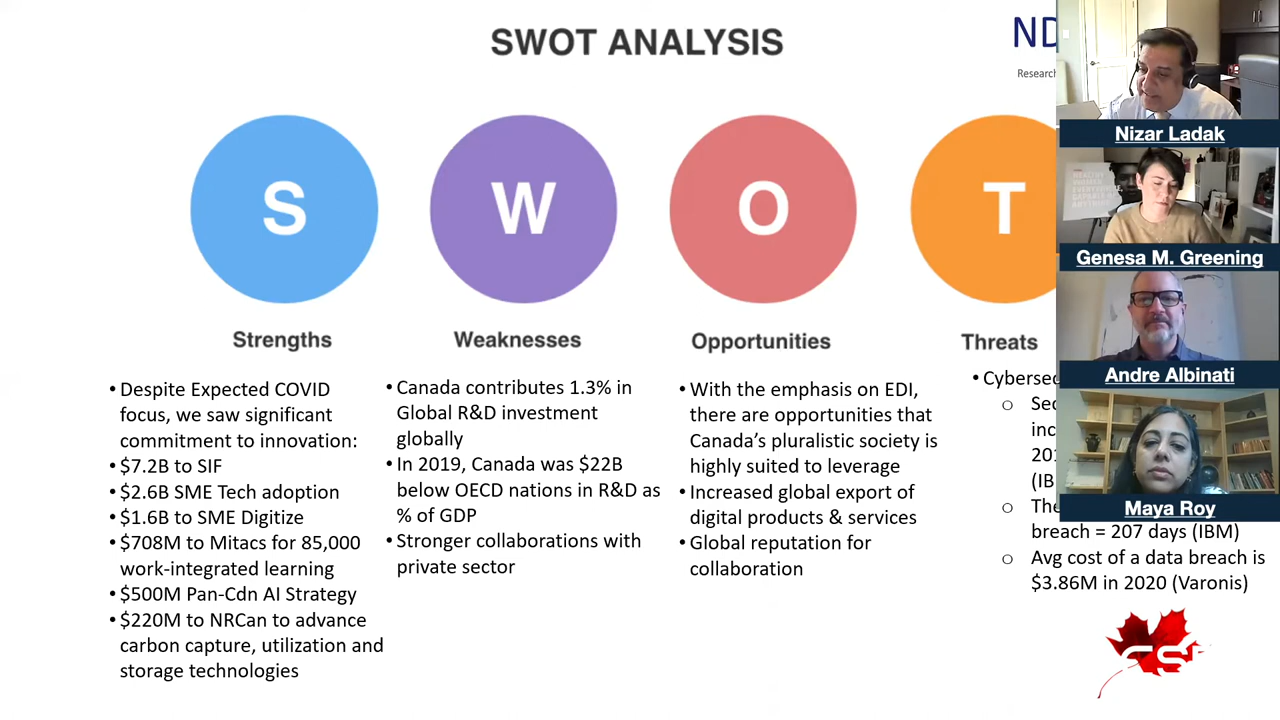 SWOT ANALYSIS
ND
Research
S
W
O
T
Strengths
Weaknesses
Opportunities
Threats
• Despite Expected COVID
focus, we saw significant
commitment to innovation:
• $7.2B to SIF
• $2.6B SME Tech adoption
• $1.6B to SME Digitize
• $708M to Mitacs for 85,000
work-integrated learning
• $500M Pan-Cdn AI Strategy
• $220M to NRCan to advance
carbon capture, utilization and
storage technologies
• Canada contributes 1.3% in
Global R&D investment
globally
• In 2019, Canada was $22B
below OECD nations in R&D as
% of GDP
• Stronger collaborations with
private sector
• With the emphasis on EDI,
there are opportunities that
Canada's pluralistic society is
highly suited to leverage
• Increased global export of
digital products & services
• Global reputation for
collaboration
breach = 207 days (IBM)
o Avg cost of a data breach is
$3.86M in 2020 (Varonis)
Nizar Ladak
Genesa M. Greening
Andre Albinati
Maya Roy